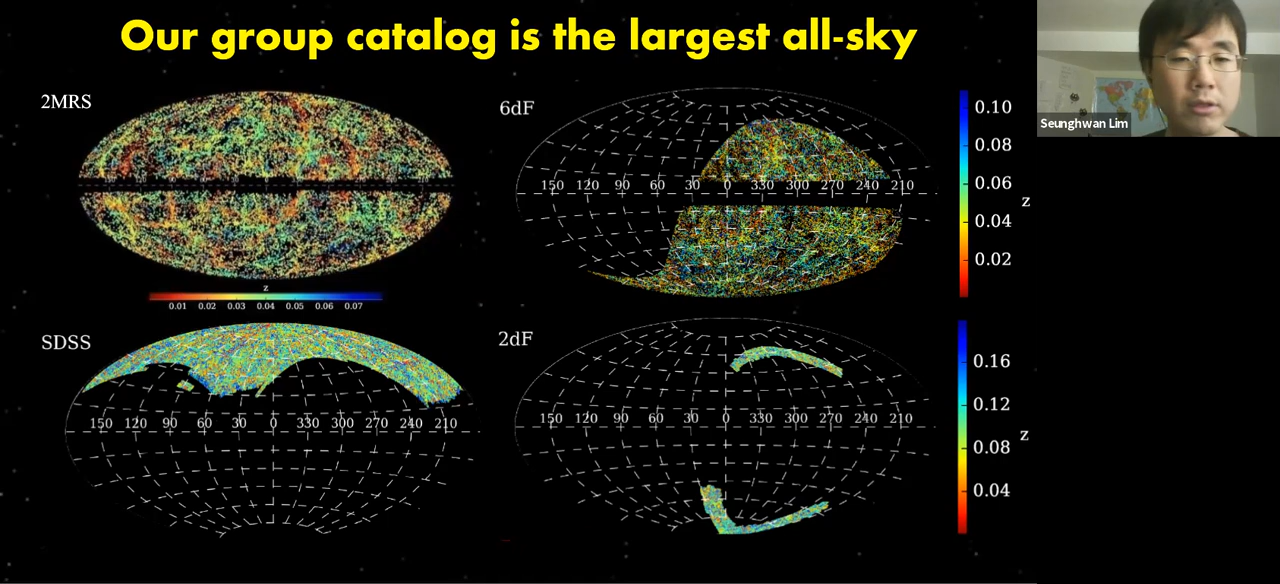 Our group catalog is the largest all-sky
Seunghwan Lim
2MRS
z
0.01 0.02 0.03 0.04 0.05 0.06 0.07
6dF
150 120 90 60 30 0 330 300 270 240 210
0.10
0.08
0.06
0.04
0.02
z
SDSS
150 120 90 60 30 0 330 300 270 240 210
2dF
150 120 90 60 30 0 330 300 270 240 210
0.16
0.12
0.08
0.04
z